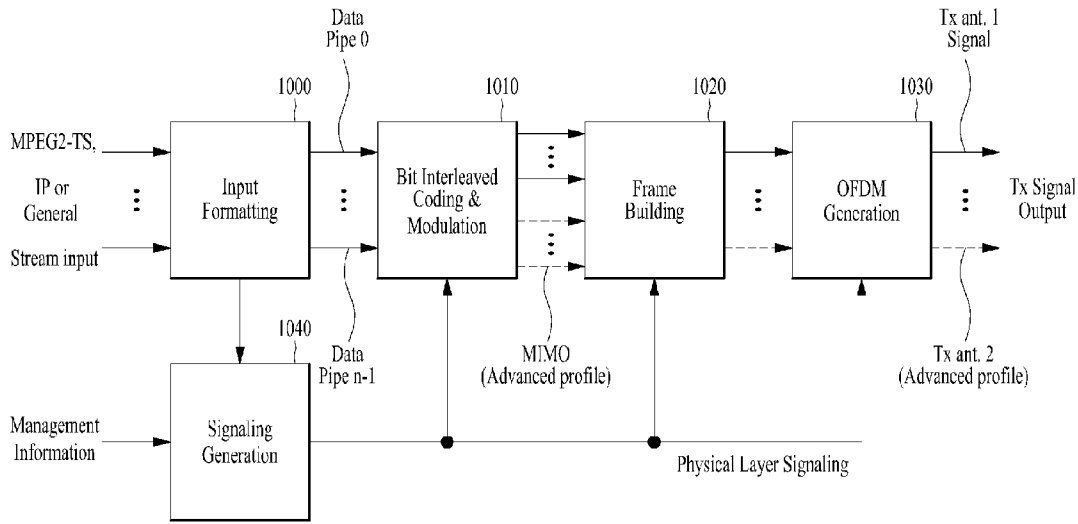 Data
Pipe 0
Tx ant. 1
Signal
1000
1010
1020
1030
MPEG2-TS,
IP or
General
Stream input
Input
Formatting
Bit Interleaved
Coding &
Modulation
Frame
Building
OFDM
Generation
Tx Signal
Output
1040
Data
Pipe n-1
MIMO
(Advanced profile)
Tx ant. 2
(Advanced profile)
Management
Information
Signaling
Generation
Physical Layer Signaling